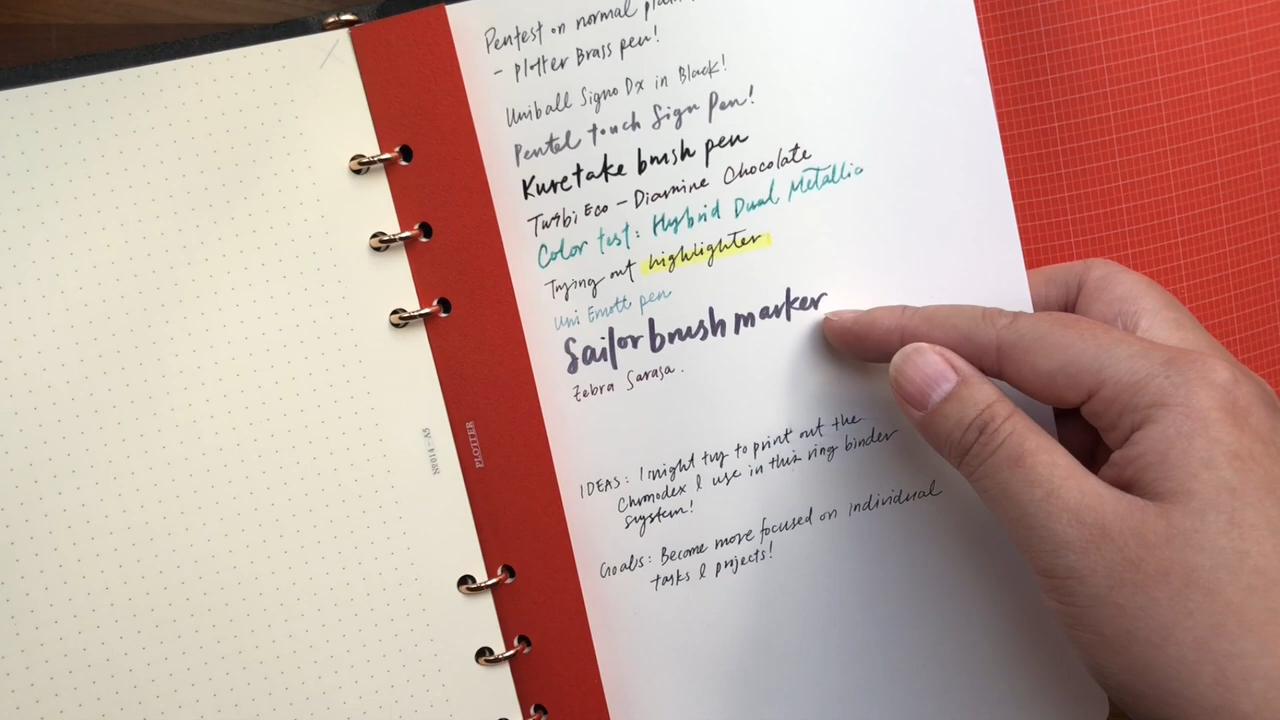 Pentest on normal plain
- Plotter Brass pen!
Uniball Signo Dx in Black!
Pentel touch Sign Pen!
Kuretake brush pen
Twsbi Eco - Diamine Chocolate
Color test: Hybrid Dual Metallic
Trying out highlighter
Uni Emott pen
Sailor brush marker
Zebra Sarasa.
IDEAS: I might try to print out the
Chronodex I use in this ring binder
system!
Goals: Become more focused on individual
tasks & projects!
Nº014-A5
PLOTTER